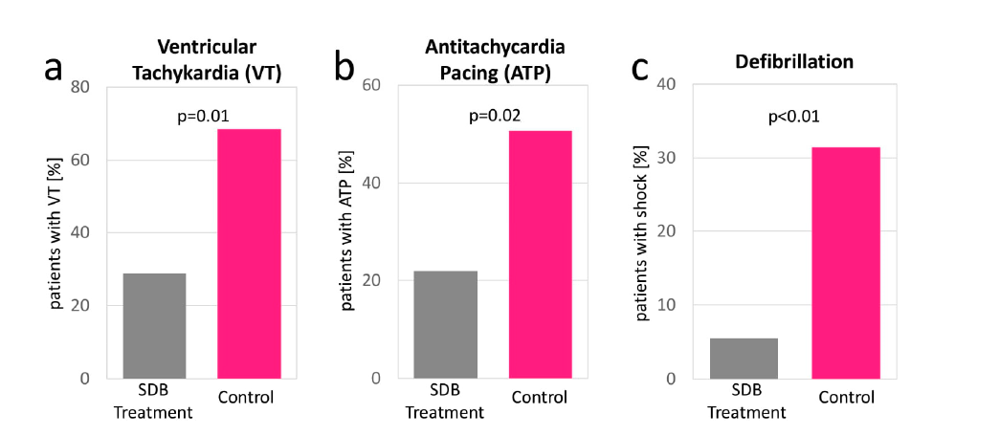 a
Ventricular
Tachykardia (VT)
80
60
40
20
0
patients with VT [%]
p=0.01
SDB
Treatment
Control
b
Antitachycardia
Pacing (ATP)
60
40
20
0
patients with ATP [%]
p=0.02
SDB
Treatment
Control
c
Defibrillation
40
30
20
10
0
patients with shock [%]
p<0.01
SDB
Treatment
Control